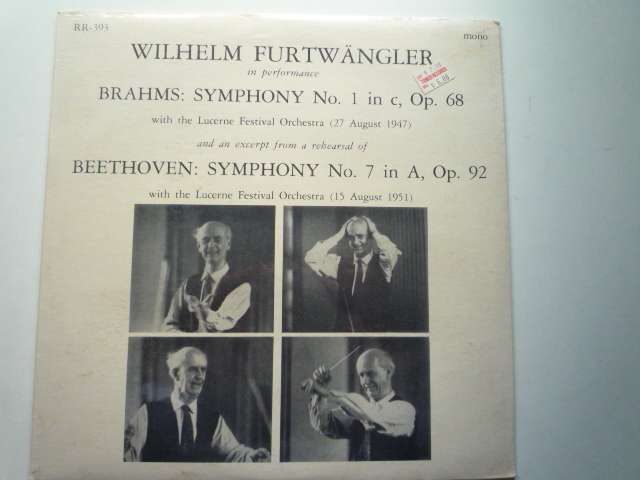 RR-393
mono
WILHELM FURTWÄNGLER
in performance
BRAHMS: SYMPHONY No. 1 in c, Op. 68
with the Lucerne Festival Orchestra (27 August 1947)
and an excerpt from a rehearsal of
BEETHOVEN: SYMPHONY No. 7 in A, Op. 92
with the Lucerne Festival Orchestra (15 August 1951)